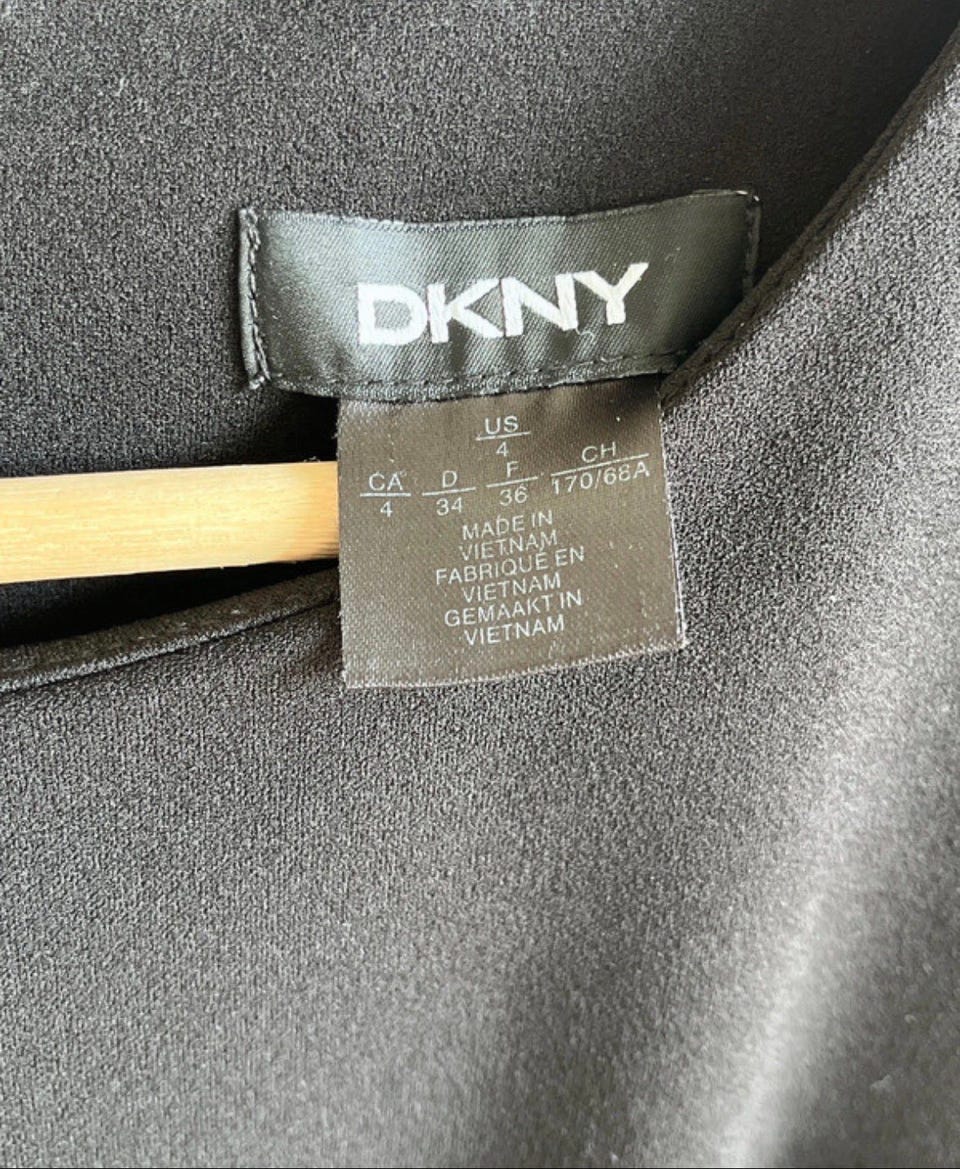 DKNY
US
4
CA D F CH
4 34 36 170/68A
MADE IN
VIETNAM
FABRIQUÉ EN
VIETNAM
GEMAAKT IN
VIETNAM